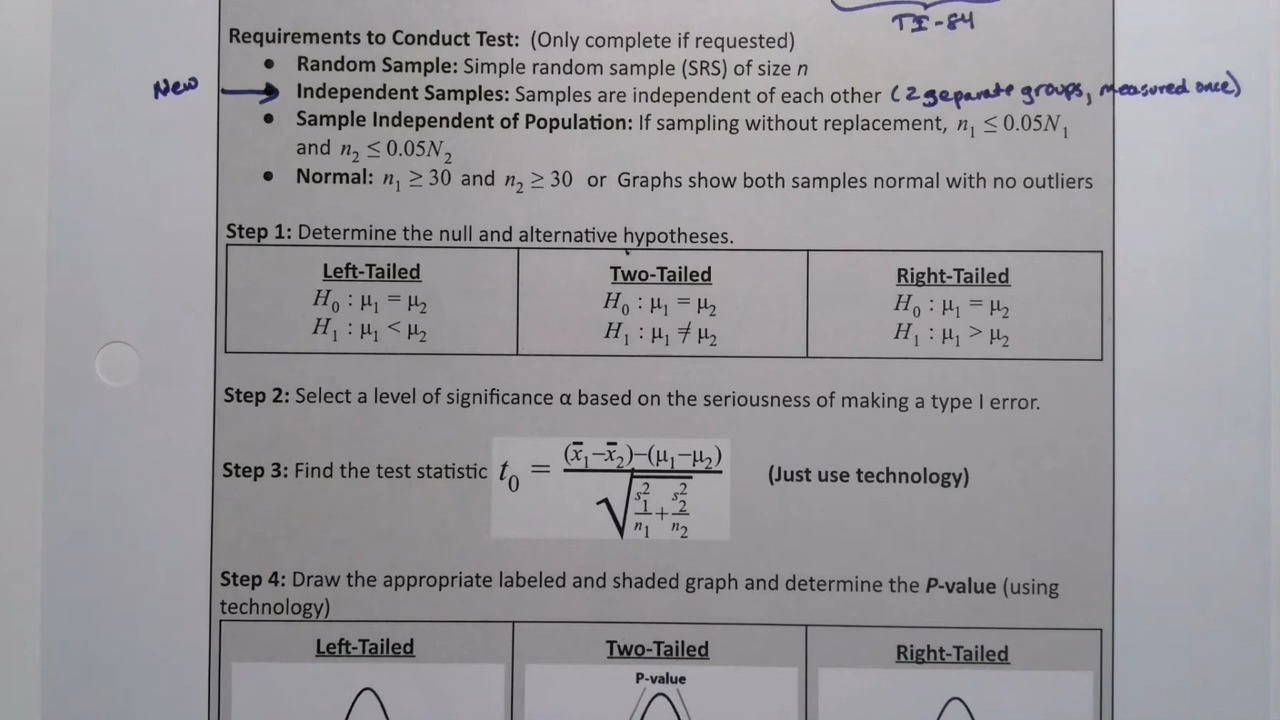 TI-84
Requirements to Conduct Test: (Only complete if requested)
• Random Sample: Simple random sample (SRS) of size n
New → • Independent Samples: Samples are independent of each other (2 separate groups, measured once)
• Sample Independent of Population: If sampling without replacement, n₁ ≤ 0.05N₁
and n₂ ≤ 0.05N₂
• Normal: n₁ ≥ 30 and n₂ ≥ 30 or Graphs show both samples normal with no outliers
Step 1: Determine the null and alternative hypotheses.
Left-Tailed Two-Tailed Right-Tailed
H₀ : μ₁ = μ₂ H₀ : μ₁ = μ₂ H₀ : μ₁ = μ₂
H₁ : μ₁ < μ₂ H₁ : μ₁ ≠ μ₂ H₁ : μ₁ > μ₂
Step 2: Select a level of significance α based on the seriousness of making a type I error.
Step 3: Find the test statistic t₀ = ((x̄₁−x̄₂)−(μ₁−μ₂)) / √(s₁²/n₁ + s₂²/n₂) (Just use technology)
Step 4: Draw the appropriate labeled and shaded graph and determine the P-value (using
technology)
Left-Tailed Two-Tailed Right-Tailed
P-value